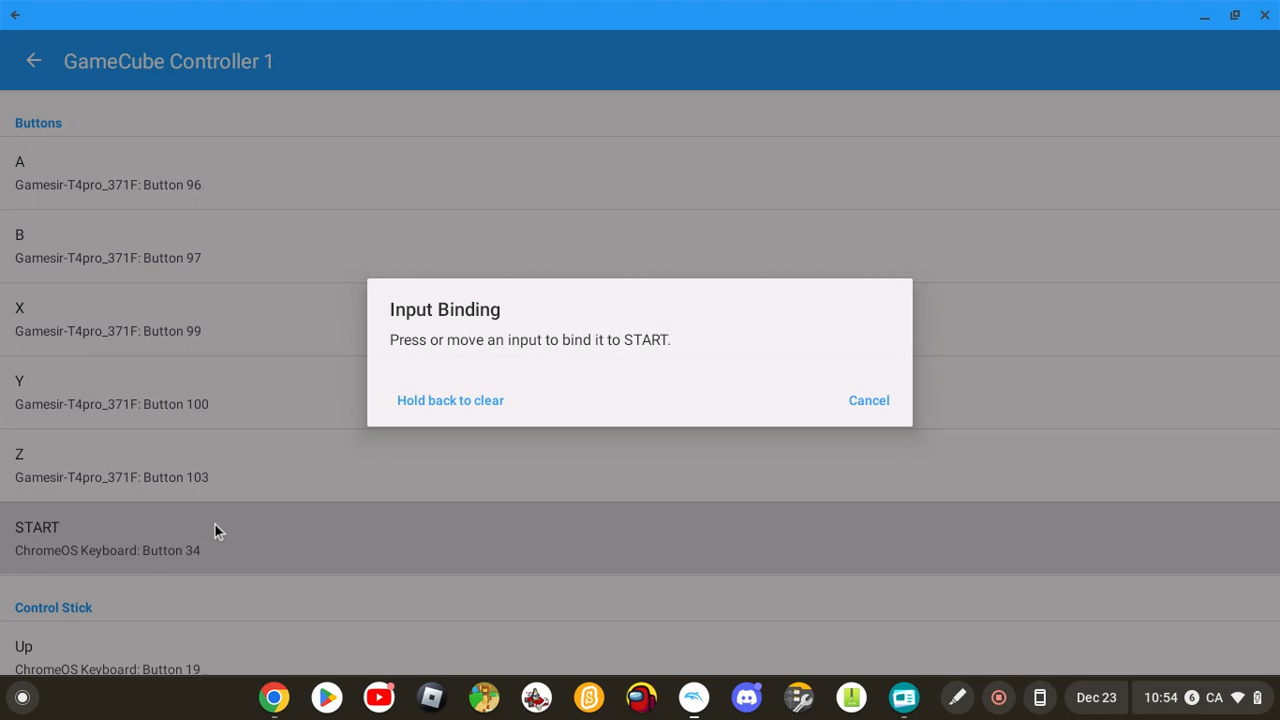 GameCube Controller 1
Buttons
A
Gamesir-T4pro_371F: Button 96
B
Gamesir-T4pro_371F: Button 97
X
Gamesir-T4pro_371F: Button 99
Y
Gamesir-T4pro_371F: Button 100
Z
Gamesir-T4pro_371F: Button 103
START
ChromeOS Keyboard: Button 34
Control Stick
Up
ChromeOS Keyboard: Button 19
Input Binding
Press or move an input to bind it to START.
Hold back to clear
Cancel
Dec 23
10:54 6 CA